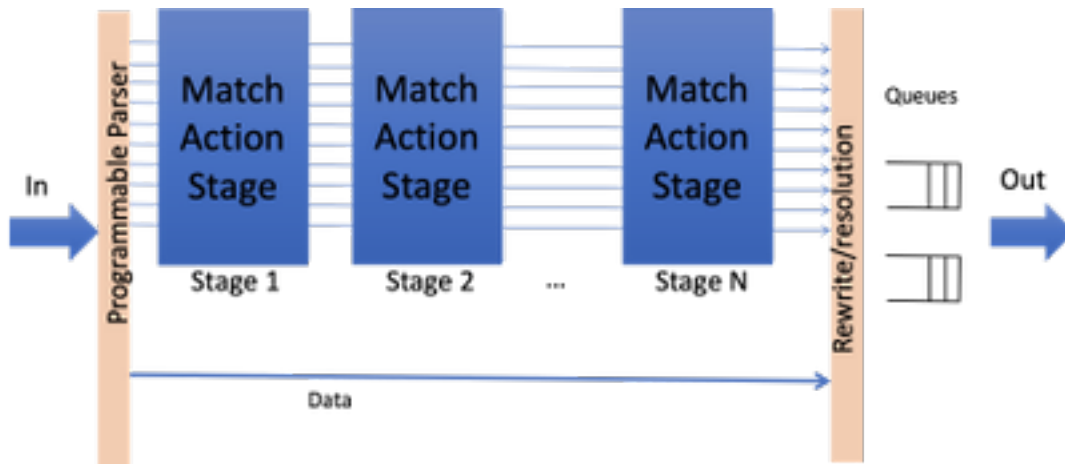 In
Programmable Parser
Match
Action
Stage
Stage 1
Match
Action
Stage
Stage 2
...
Match
Action
Stage
Stage N
Data
Rewrite/resolution
Queues
Out